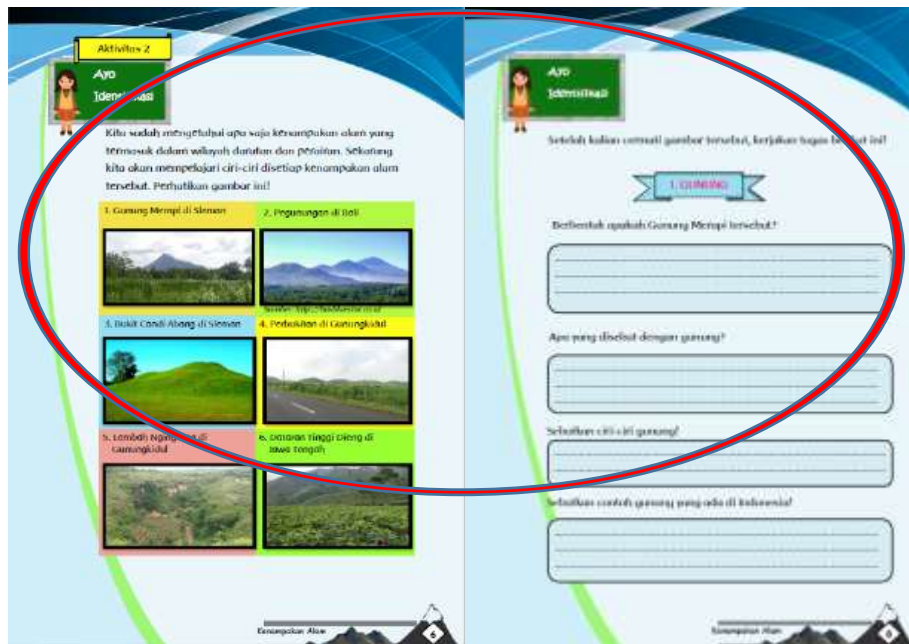 Aktivitas 2
Ayo
Kita sudah mengetahui apa saja kenampakan alam yang
termasuk dalam wilayah daratan dan perairan. Sekarang
kita akan mempelajari ciri-ciri disetiap kenampakan alam
tersebut. Perhatikan gambar ini!
1. Gunung Merapi di Sleman
2. Pegunungan di Bali
3. Bukit Candi Abang di Sleman
4. Perbukitan di Gunungkidul
5. Lembah di
Gunungkidul
6. Dataran Tinggi Dieng di
Jawa Tengah
Kenampakan Alam
6
Ayo
Setelah kalian cermati gambar tersebut, kerjakan tugas berikut ini!
1. GUNUNG
Berbentuk apakah Gunung Merapi tersebut?
Apa yang disebut dengan gunung?
Sebutkan ciri-ciri gunung!
Sebutkan contoh gunung yang ada di Indonesia!
Kenampakan Alam